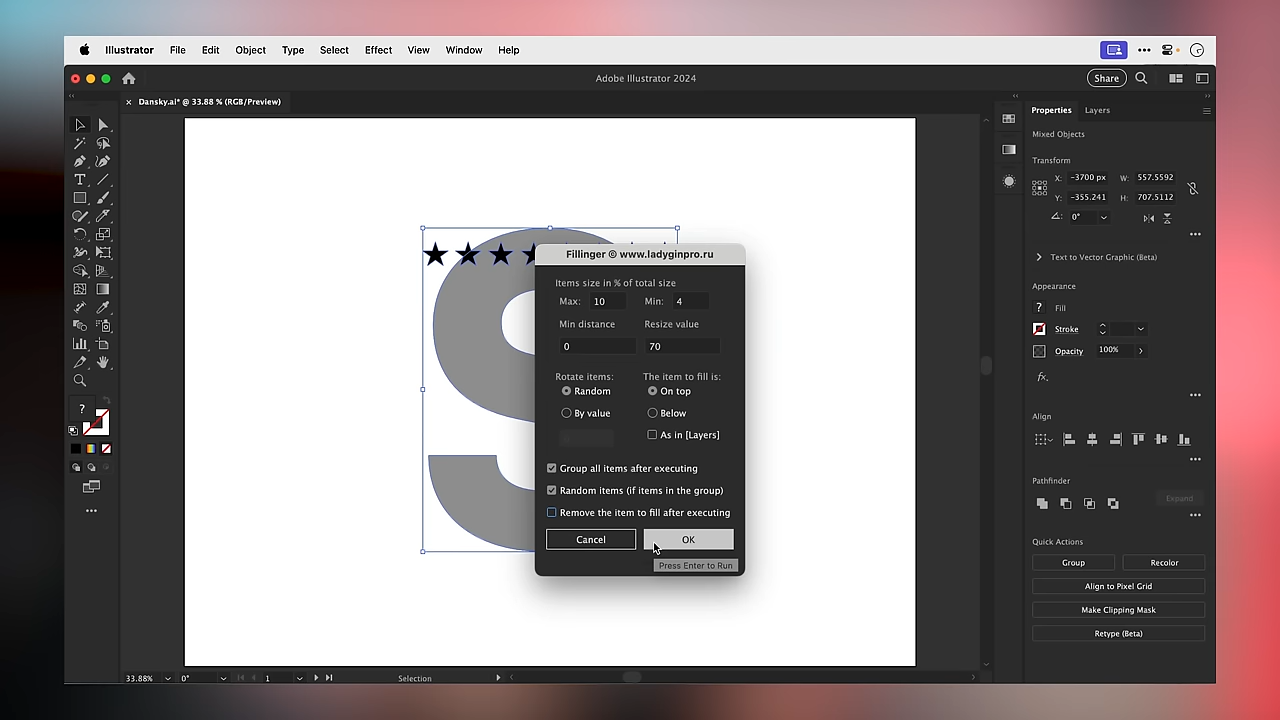 Illustrator File Edit Object Type Select Effect View Window Help
Adobe Illustrator 2024
Share
× Dansky.ai* @ 33.88 % (RGB/Preview)
Properties Layers
Mixed Objects
Transform
X: -3700 px W: 557.5592
Y: -355.241 H: 707.5112
0°
Text to Vector Graphic (Beta)
Appearance
? Fill
Stroke
Opacity 100%
fx.
Align
Pathfinder
Expand
Quick Actions
Group Recolor
Align to Pixel Grid
Make Clipping Mask
Retype (Beta)
S
Fillinger © www.ladyginpro.ru
Items size in % of total size
Max: 10 Min: 4
Min distance Resize value
0 70
Rotate items: The item to fill is:
Random On top
By value Below
As in [Layers]
Group all items after executing
Random items (if items in the group)
Remove the item to fill after executing
Cancel OK
Press Enter to Run
T
?
33.88% 0° 1 Selection